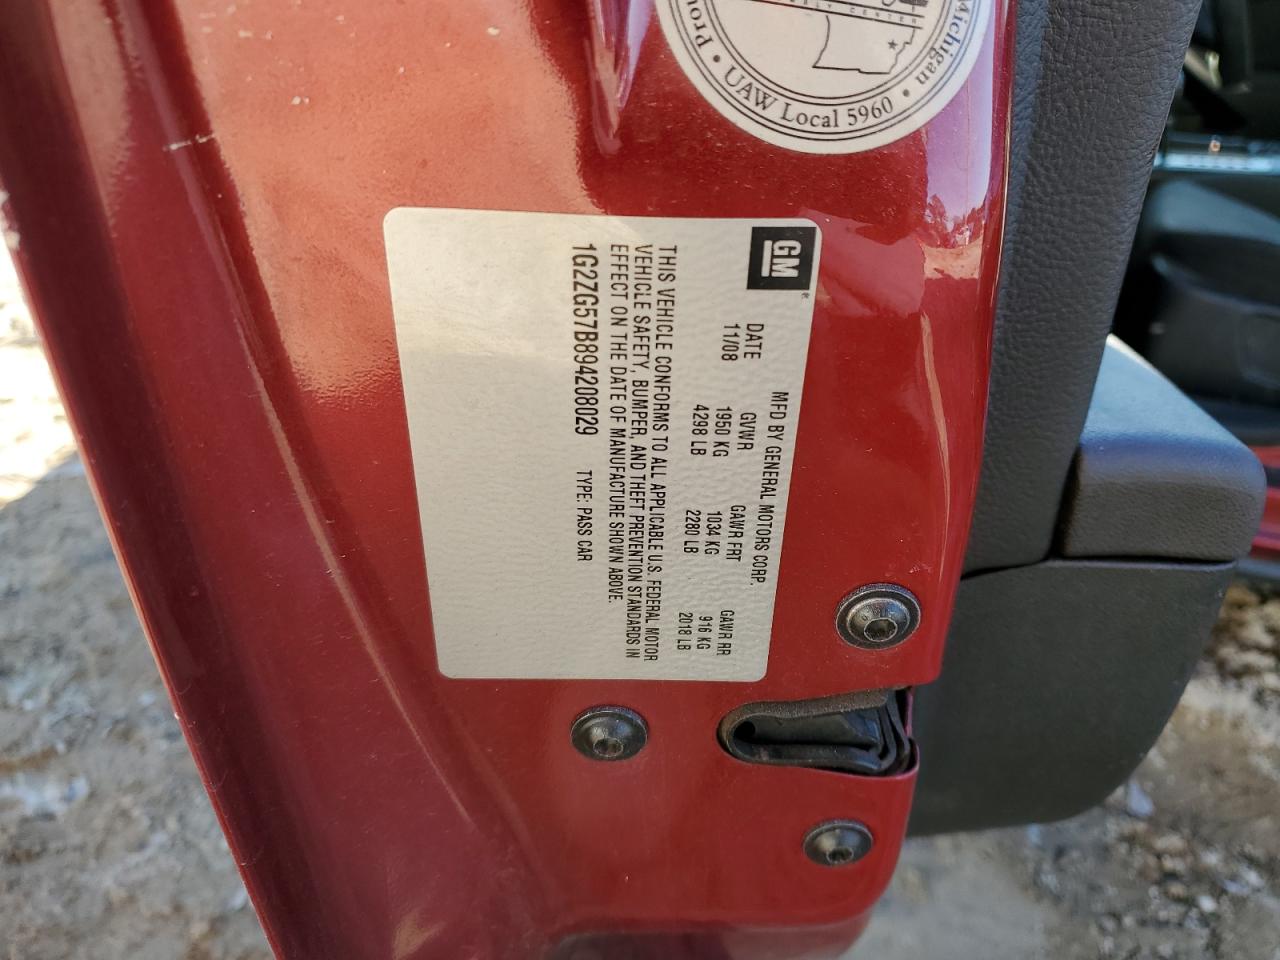 GM
MFD BY GENERAL MOTORS CORP.
DATE GVWR GAWR FRT GAWR RR
11/08 1950 KG 1034 KG 916 KG
4298 LB 2280 LB 2018 LB
THIS VEHICLE CONFORMS TO ALL APPLICABLE U.S. FEDERAL MOTOR
VEHICLE SAFETY, BUMPER, AND THEFT PREVENTION STANDARDS IN
EFFECT ON THE DATE OF MANUFACTURE SHOWN ABOVE.
1G2ZG57B894208029 TYPE: PASS CAR
CENTER
• UAW Local 5960 •
Michigan